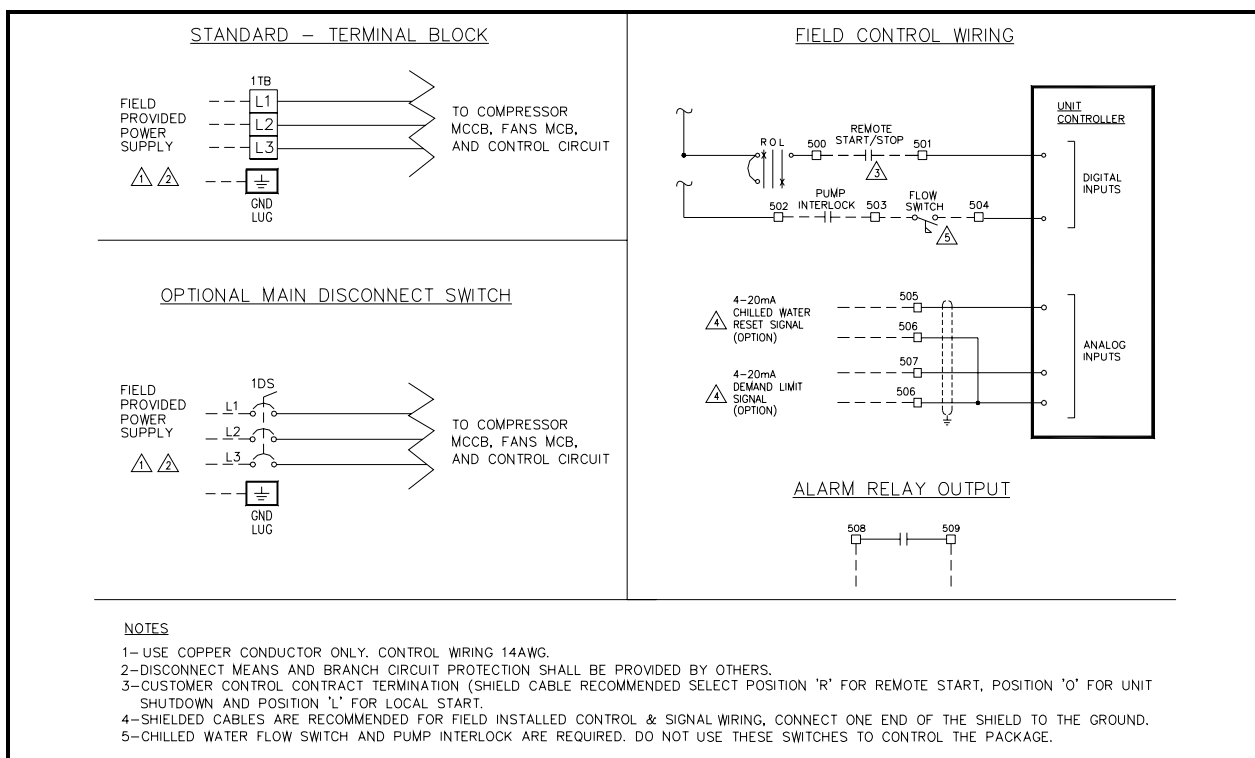 STANDARD – TERMINAL BLOCK
1TB
FIELD
PROVIDED
POWER
SUPPLY
L1
L2
L3
1 2
GND
LUG
TO COMPRESSOR
MCCB, FANS MCB,
AND CONTROL CIRCUIT
OPTIONAL MAIN DISCONNECT SWITCH
1DS
FIELD
PROVIDED
POWER
SUPPLY
L1
L2
L3
1 2
GND
LUG
TO COMPRESSOR
MCCB, FANS MCB,
AND CONTROL CIRCUIT
FIELD CONTROL WIRING
UNIT
CONTROLLER
R O L
500
REMOTE
START/STOP
501
3
DIGITAL
INPUTS
502
PUMP
INTERLOCK
503
FLOW
SWITCH
504
5
4-20mA
CHILLED WATER
RESET SIGNAL
(OPTION)
4
505
506
4-20mA
DEMAND LIMIT
SIGNAL
(OPTION)
4
507
506
ANALOG
INPUTS
ALARM RELAY OUTPUT
508
509
NOTES
1- USE COPPER CONDUCTOR ONLY. CONTROL WIRING 14AWG.
2-DISCONNECT MEANS AND BRANCH CIRCUIT PROTECTION SHALL BE PROVIDED BY OTHERS.
3-CUSTOMER CONTROL CONTRACT TERMINATION (SHIELD CABLE RECOMMENDED SELECT POSITION 'R' FOR REMOTE START, POSITION 'O' FOR UNIT
SHUTDOWN AND POSITION 'L' FOR LOCAL START.
4-SHIELDED CABLES ARE RECOMMENDED FOR FIELD INSTALLED CONTROL & SIGNAL WIRING, CONNECT ONE END OF THE SHIELD TO THE GROUND.
5-CHILLED WATER FLOW SWITCH AND PUMP INTERLOCK ARE REQUIRED. DO NOT USE THESE SWITCHES TO CONTROL THE PACKAGE.